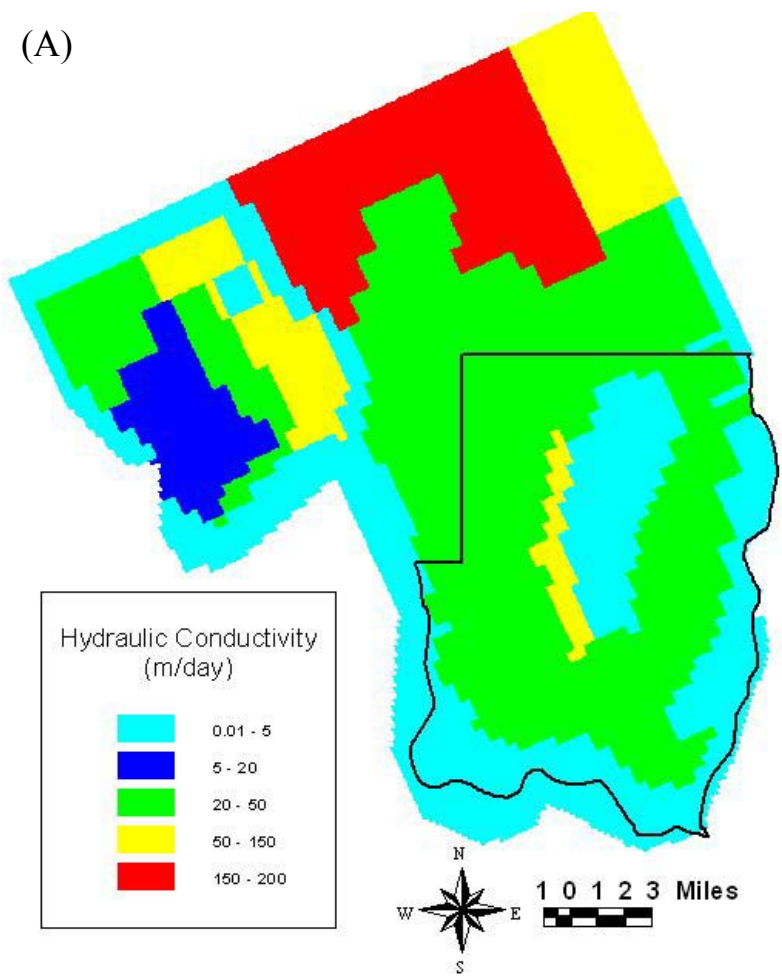 (A)
Hydraulic Conductivity
(m/day)
0.01 - 5
5 - 20
20 - 50
50 - 150
150 - 200
N
W E
S
1 0 1 2 3 Miles